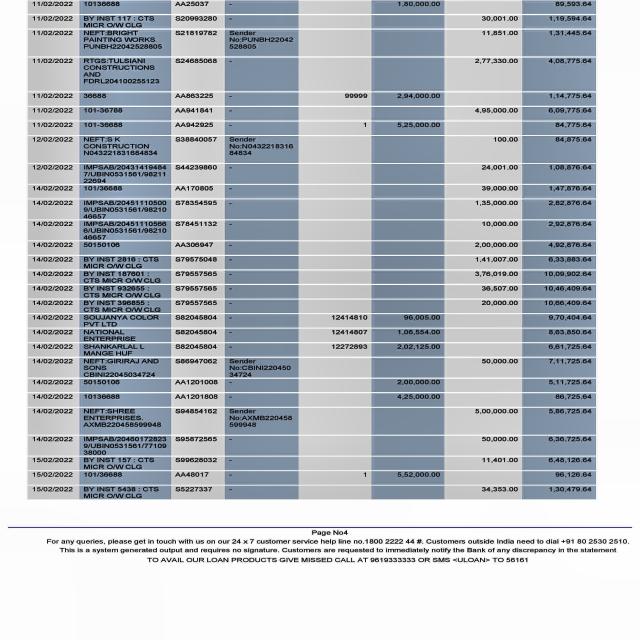 11/02/2022 10136688 AA25037 - 1,80,000.00 89,593.64
11/02/2022 BY INST 117 : CTS S20993280 - 30,001.00 1,19,594.64
MICR O/W CLG
11/02/2022 NEFT:BRIGHT S21819782 Sender 11,851.00 1,31,445.64
PAINTING WORKS. No:PUNBH22042
PUNBH22042528805 528805
11/02/2022 RTGS:TULSIANI S24685068 - 2,77,330.00 4,08,775.64
CONSTRUCTIONS
AND
FDRL204100255123
11/02/2022 36688 AA863225 - 99999 2,94,000.00 1,14,775.64
11/02/2022 101-36788 AA941841 - 4,95,000.00 6,09,775.64
11/02/2022 101-36688 AA942925 - 1 5,25,000.00 84,775.64
12/02/2022 NEFT:S K S38840057 Sender 100.00 84,875.64
CONSTRUCTION No:N0432218316
N043221831684834 84834
12/02/2022 IMPSAB/20431419484 S44239860 - 24,001.00 1,08,876.64
7/UBIN0531561/98211
22694
14/02/2022 101/36688 AA170805 - 39,000.00 1,47,876.64
14/02/2022 IMPSAB/20451110500 S78354595 - 1,35,000.00 2,82,876.64
9/UBIN0531561/98210
46657
14/02/2022 IMPSAB/20451110566 S78451132 - 10,000.00 2,92,876.64
6/UBIN0531561/98210
46657
14/02/2022 50150106 AA306947 - 2,00,000.00 4,92,876.64
14/02/2022 BY INST 2816 : CTS S79575048 - 1,41,007.00 6,33,883.64
MICR O/W CLG
14/02/2022 BY INST 187601 : S79557565 - 3,76,019.00 10,09,902.64
CTS MICR O/W CLG
14/02/2022 BY INST 932655 : S79557565 - 36,507.00 10,46,409.64
CTS MICR O/W CLG
14/02/2022 BY INST 396855 : S79557565 - 20,000.00 10,66,409.64
CTS MICR O/W CLG
14/02/2022 SOUJANYA COLOR S82045804 - 12414810 96,005.00 9,70,404.64
PVT LTD
14/02/2022 NATIONAL S82045804 - 12414807 1,06,554.00 8,63,850.64
ENTERPRISE
14/02/2022 SHANKARLAL L S82045804 - 12272893 2,02,125.00 6,61,725.64
MANGE HUF
14/02/2022 NEFT:GIRIRAJ AND S86947062 Sender 50,000.00 7,11,725.64
SONS No:CBINI220450
CBINI22045034724 34724
14/02/2022 50150106 AA1201008 - 2,00,000.00 5,11,725.64
14/02/2022 10136688 AA1201808 - 4,25,000.00 86,725.64
14/02/2022 NEFT:SHREE S94854162 Sender 5,00,000.00 5,86,725.64
ENTERPRISES. No:AXMB220458
AXMB220458599948 599948
14/02/2022 IMPSAB/20460172823 S95872565 - 50,000.00 6,36,725.64
9/UBIN0531561/77109
38000
15/02/2022 BY INST 157 : CTS S99628032 - 11,401.00 6,48,126.64
MICR O/W CLG
15/02/2022 101/36688 AA48017 - 1 5,52,000.00 96,126.64
15/02/2022 BY INST 5438 : CTS S5227337 - 34,353.00 1,30,479.64
MICR O/W CLG
Page No4
For any queries, please get in touch with us on our 24 x 7 customer service help line no.1800 2222 44 #. Customers outside India need to dial +91 80 2530 2510.
This is a system generated output and requires no signature. Customers are requested to immediately notify the Bank of any discrepancy in the statement
TO AVAIL OUR LOAN PRODUCTS GIVE MISSED CALL AT 9619333333 OR SMS <ULOAN> TO 56161